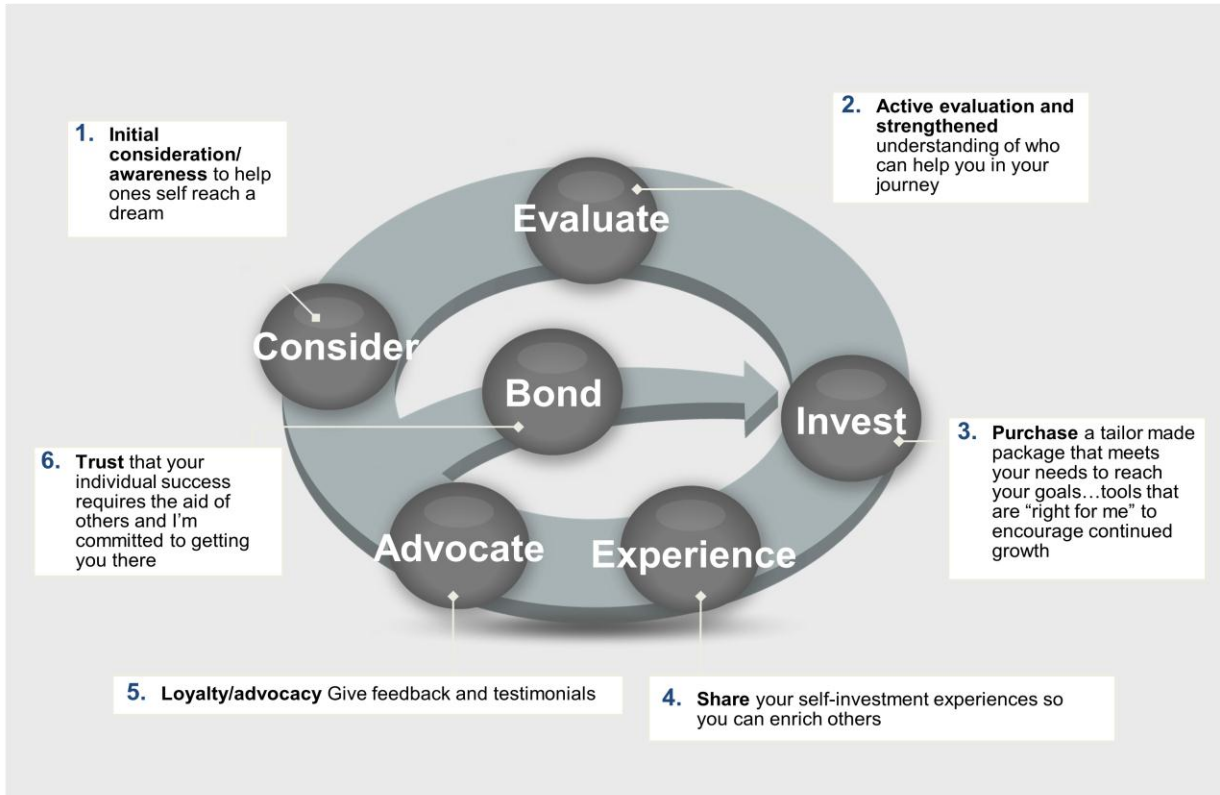 1. Initial
consideration/
awareness to help
ones self reach a
dream
2. Active evaluation and
strengthened
understanding of who
can help you in your
journey
Evaluate
Consider
Bond
Invest
3. Purchase a tailor made
package that meets
your needs to reach
your goals…tools that
are “right for me” to
encourage continued
growth
6. Trust that your
individual success
requires the aid of
others and I’m
committed to getting
you there
Advocate
Experience
5. Loyalty/advocacy Give feedback and testimonials
4. Share your self-investment experiences so
you can enrich others